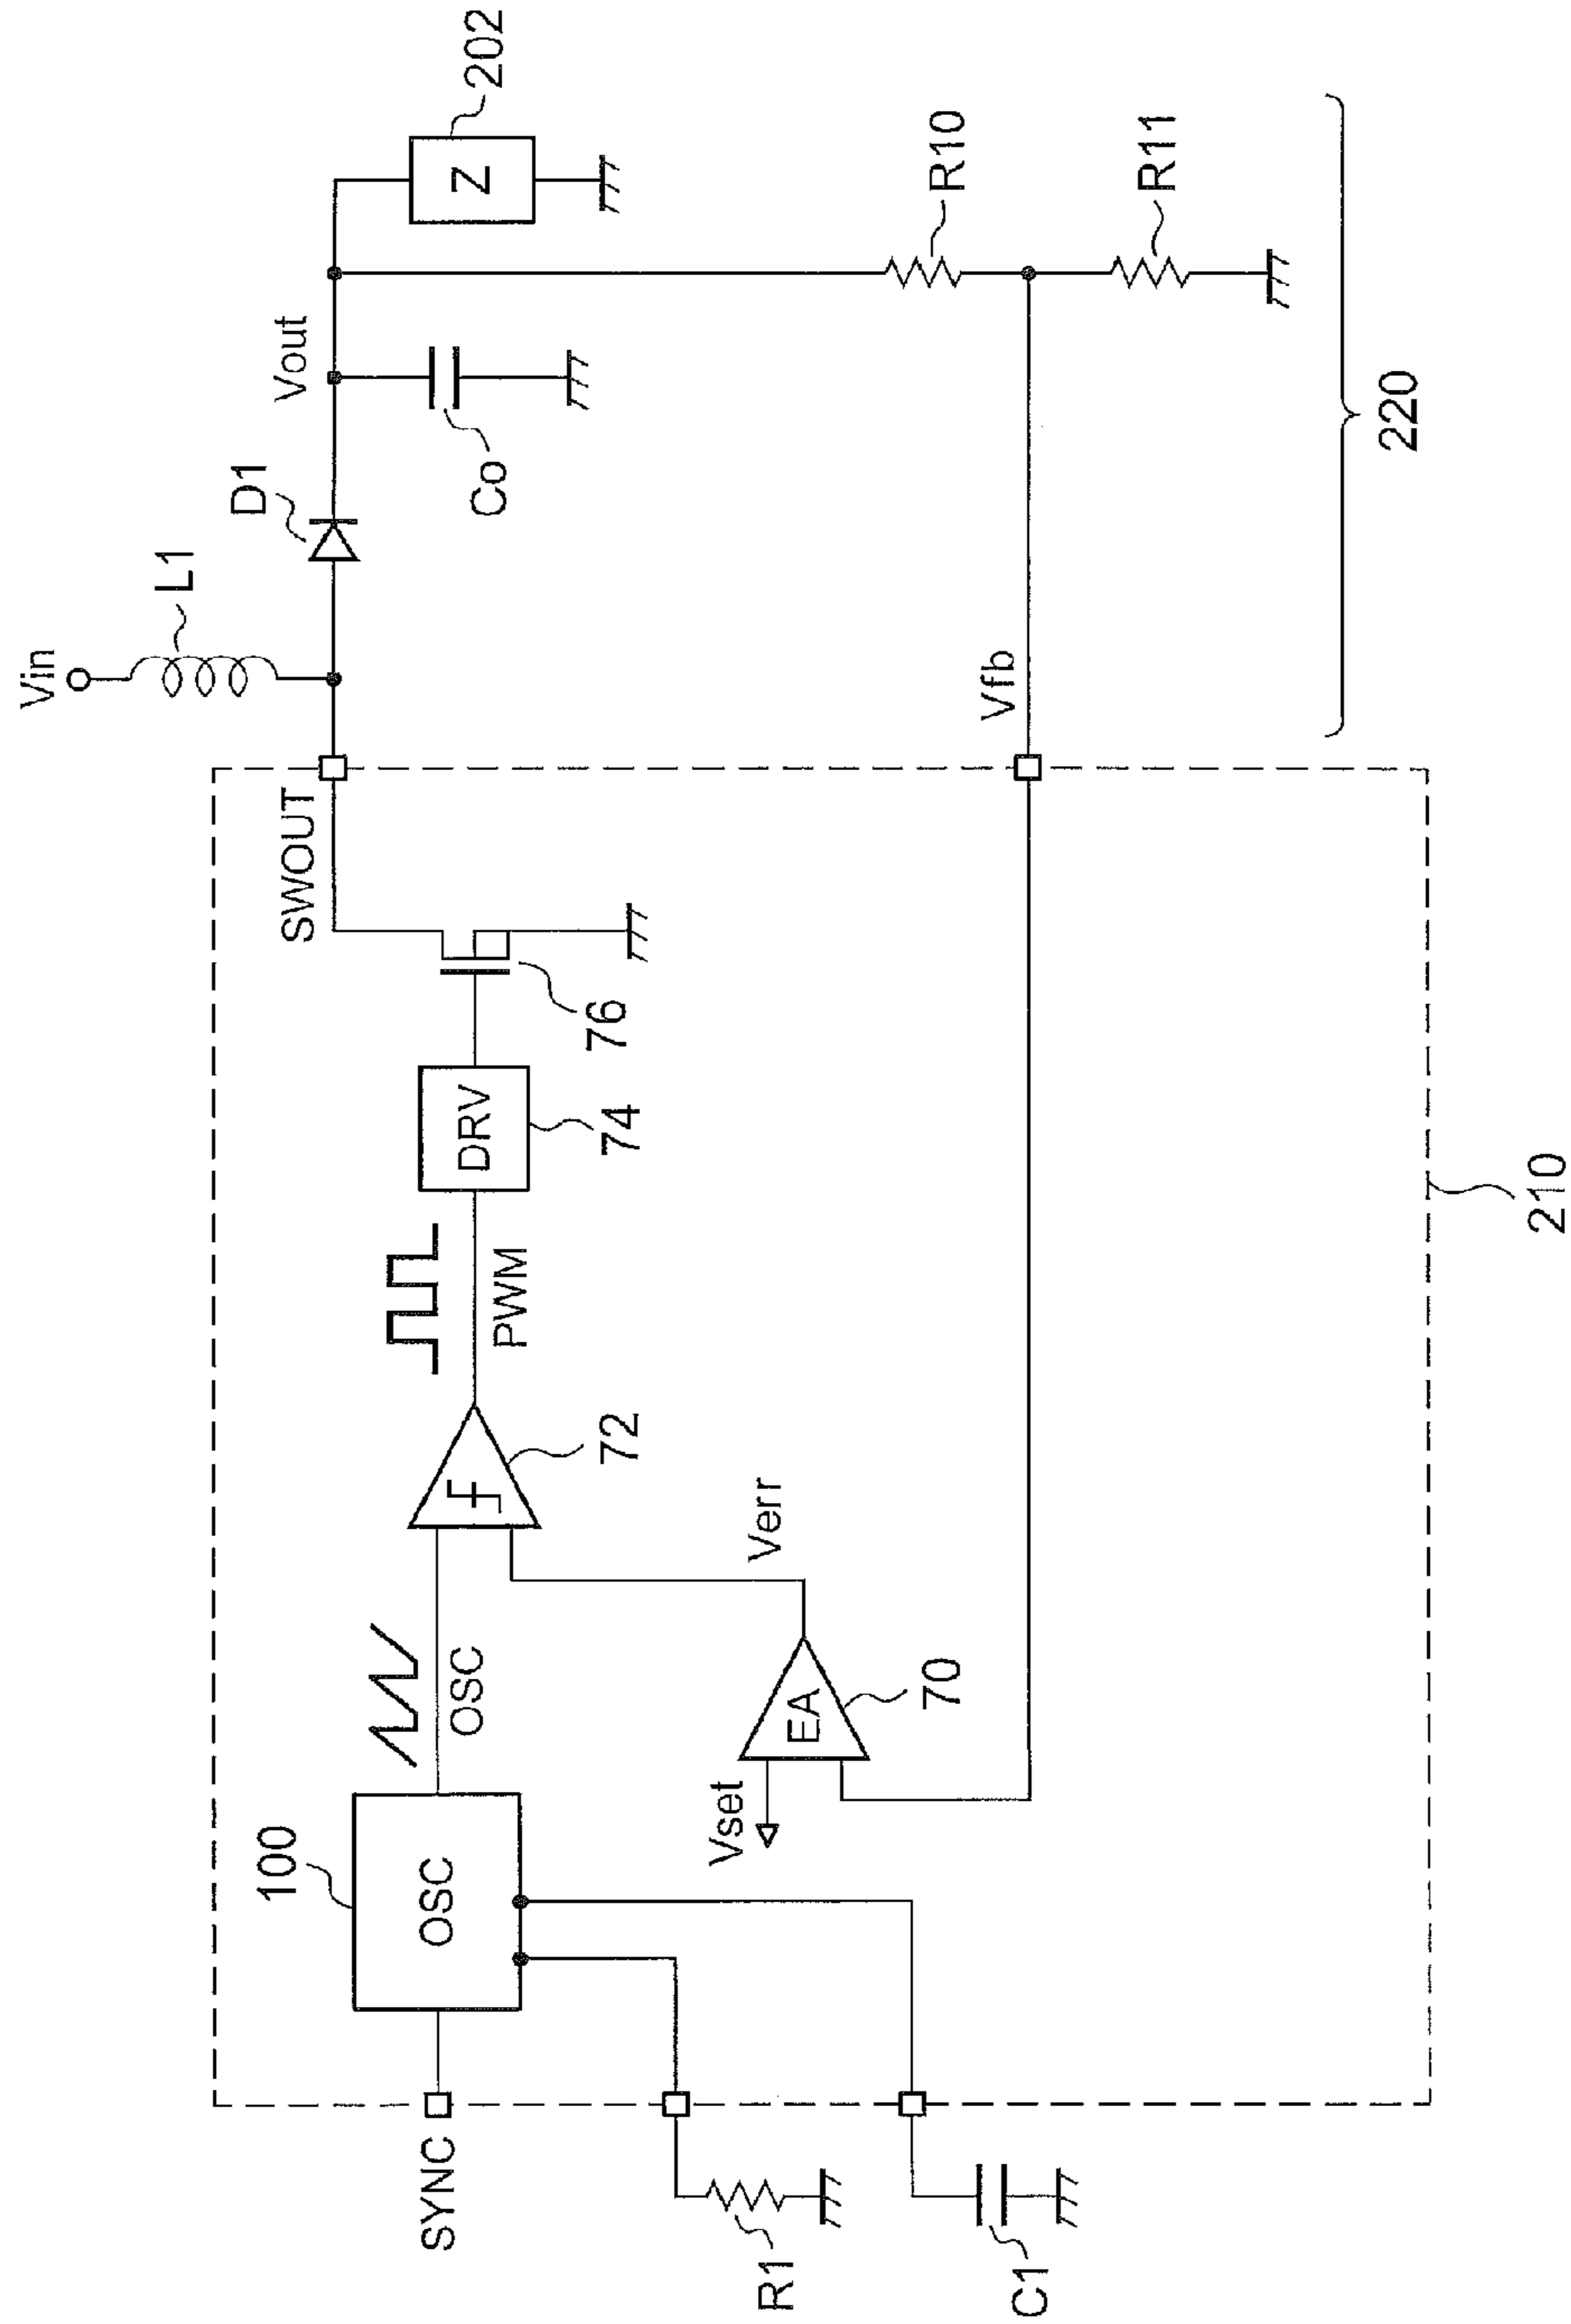 Vin
L1
D1
Vout
202
Z
Co
R10
R11
220
SWOUT
Vfb
76
DRV
74
PWM
72
OSC
100
OSC
Verr
EA
70
Vset
SYNC
R1
C1
210